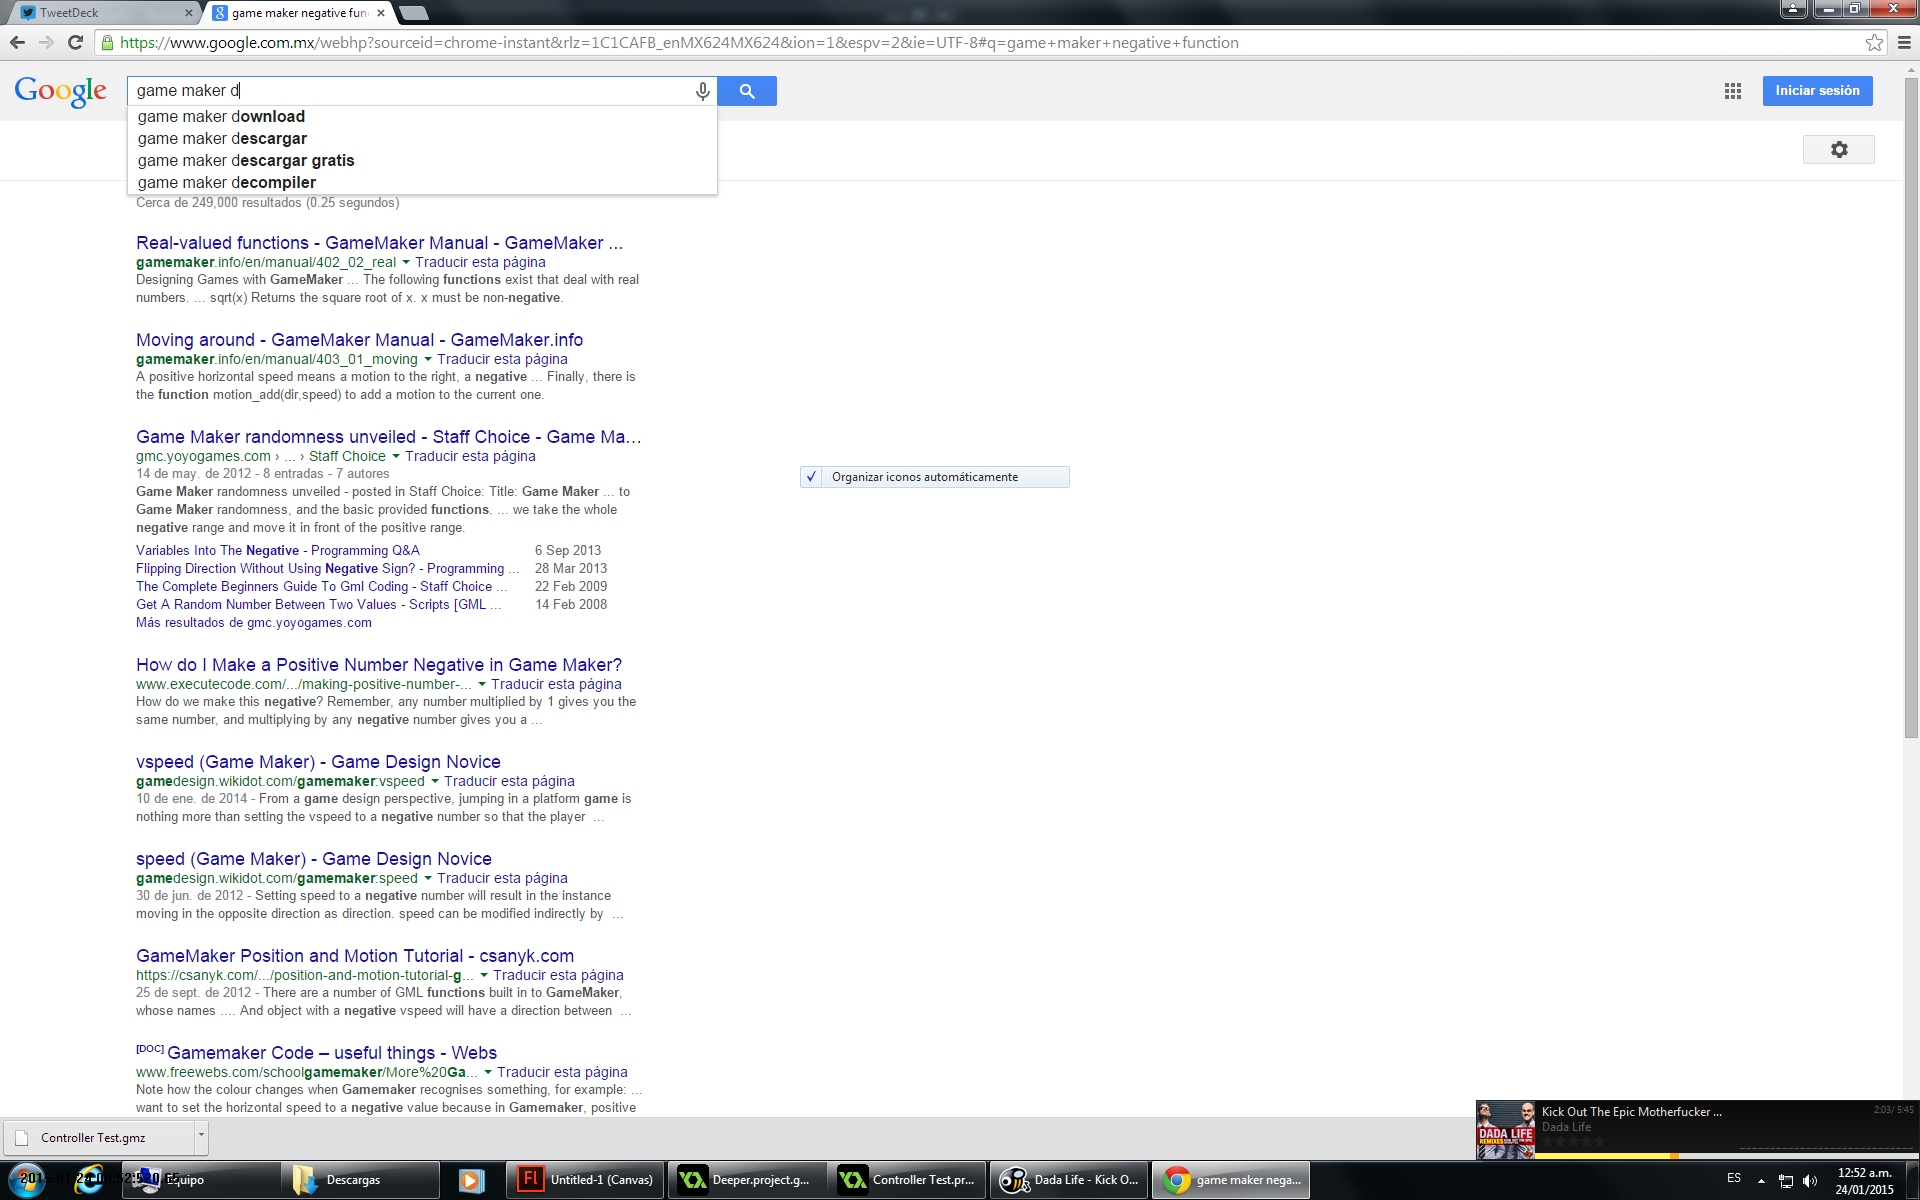 TweetDeck
game maker negative fun
https://www.google.com.mx/webhp?sourceid=chrome-instant&rlz=1C1CAFB_enMX624MX624&ion=1&espv=2&ie=UTF-8#q=game+maker+negative+function
Google
game maker d
Iniciar sesión
game maker download
game maker descargar
game maker descargar gratis
game maker decompiler
Cerca de 249,000 resultados (0.25 segundos)
Real-valued functions - GameMaker Manual - GameMaker ...
gamemaker.info/en/manual/402_02_real Traducir esta página
Designing Games with GameMaker ... The following functions exist that deal with real
numbers. ... sqrt(x) Returns the square root of x. x must be non-negative.
Moving around - GameMaker Manual - GameMaker.info
gamemaker.info/en/manual/403_01_moving Traducir esta página
A positive horizontal speed means a motion to the right, a negative ... Finally, there is
the function motion_add(dir,speed) to add a motion to the current one.
Game Maker randomness unveiled - Staff Choice - Game Ma...
gmc.yoyogames.com › ... › Staff Choice Traducir esta página
14 de may. de 2012 - 8 entradas - 7 autores
Game Maker randomness unveiled - posted in Staff Choice: Title: Game Maker ... to
Game Maker randomness, and the basic provided functions. ... we take the whole
negative range and move it in front of the positive range.
Variables Into The Negative - Programming Q&A 6 Sep 2013
Flipping Direction Without Using Negative Sign? - Programming ... 28 Mar 2013
The Complete Beginners Guide To Gml Coding - Staff Choice ... 22 Feb 2009
Get A Random Number Between Two Values - Scripts [GML ... 14 Feb 2008
Más resultados de gmc.yoyogames.com
Organizar iconos automáticamente
How do I Make a Positive Number Negative in Game Maker?
www.executecode.com/.../making-positive-number-... Traducir esta página
How do we make this negative? Remember, any number multiplied by 1 gives you the
same number, and multiplying by any negative number gives you a ...
vspeed (Game Maker) - Game Design Novice
gamedesign.wikidot.com/gamemaker:vspeed Traducir esta página
10 de ene. de 2014 - From a game design perspective, jumping in a platform game is
nothing more than setting the vspeed to a negative number so that the player ...
speed (Game Maker) - Game Design Novice
gamedesign.wikidot.com/gamemaker:speed Traducir esta página
30 de jun. de 2012 - Setting speed to a negative number will result in the instance
moving in the opposite direction as direction. speed can be modified indirectly by ...
GameMaker Position and Motion Tutorial - csanyk.com
https://csanyk.com/.../position-and-motion-tutorial-g... Traducir esta página
25 de sept. de 2012 - There are a number of GML functions built in to GameMaker,
whose names .... And object with a negative vspeed will have a direction between ...
[DOC] Gamemaker Code – useful things - Webs
www.freewebs.com/schoolgamemaker/More%20Ga... Traducir esta página
Note how the colour changes when Gamemaker recognises something, for example: ...
want to set the horizontal speed to a negative value because in Gamemaker, positive
Controller Test.gmz
DADA LIFE
Kick Out The Epic Motherfucker ...
2:03/ 5:45
Dada Life
Equipo
Descargas
Fl
Untitled-1 (Canvas)
Deeper.project.g...
Controller Test.pr...
Dada Life - Kick O...
game maker nega...
ES
12:52 a.m.
24/01/2015